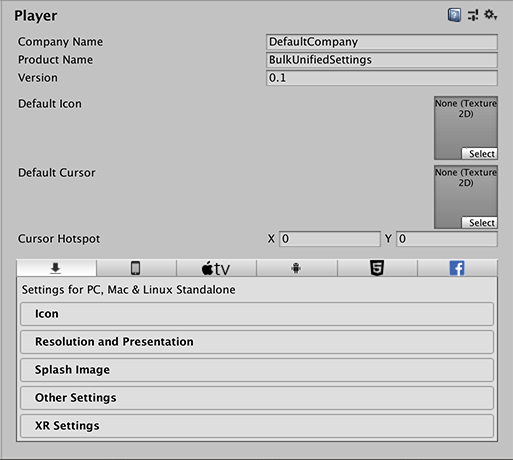 Player
Company Name DefaultCompany
Product Name BulkUnifiedSettings
Version 0.1
Default Icon None (Texture
2D)
Select
Default Cursor None (Texture
2D)
Select
Cursor Hotspot X 0 Y 0
tv 5 f
Settings for PC, Mac & Linux Standalone
Icon
Resolution and Presentation
Splash Image
Other Settings
XR Settings